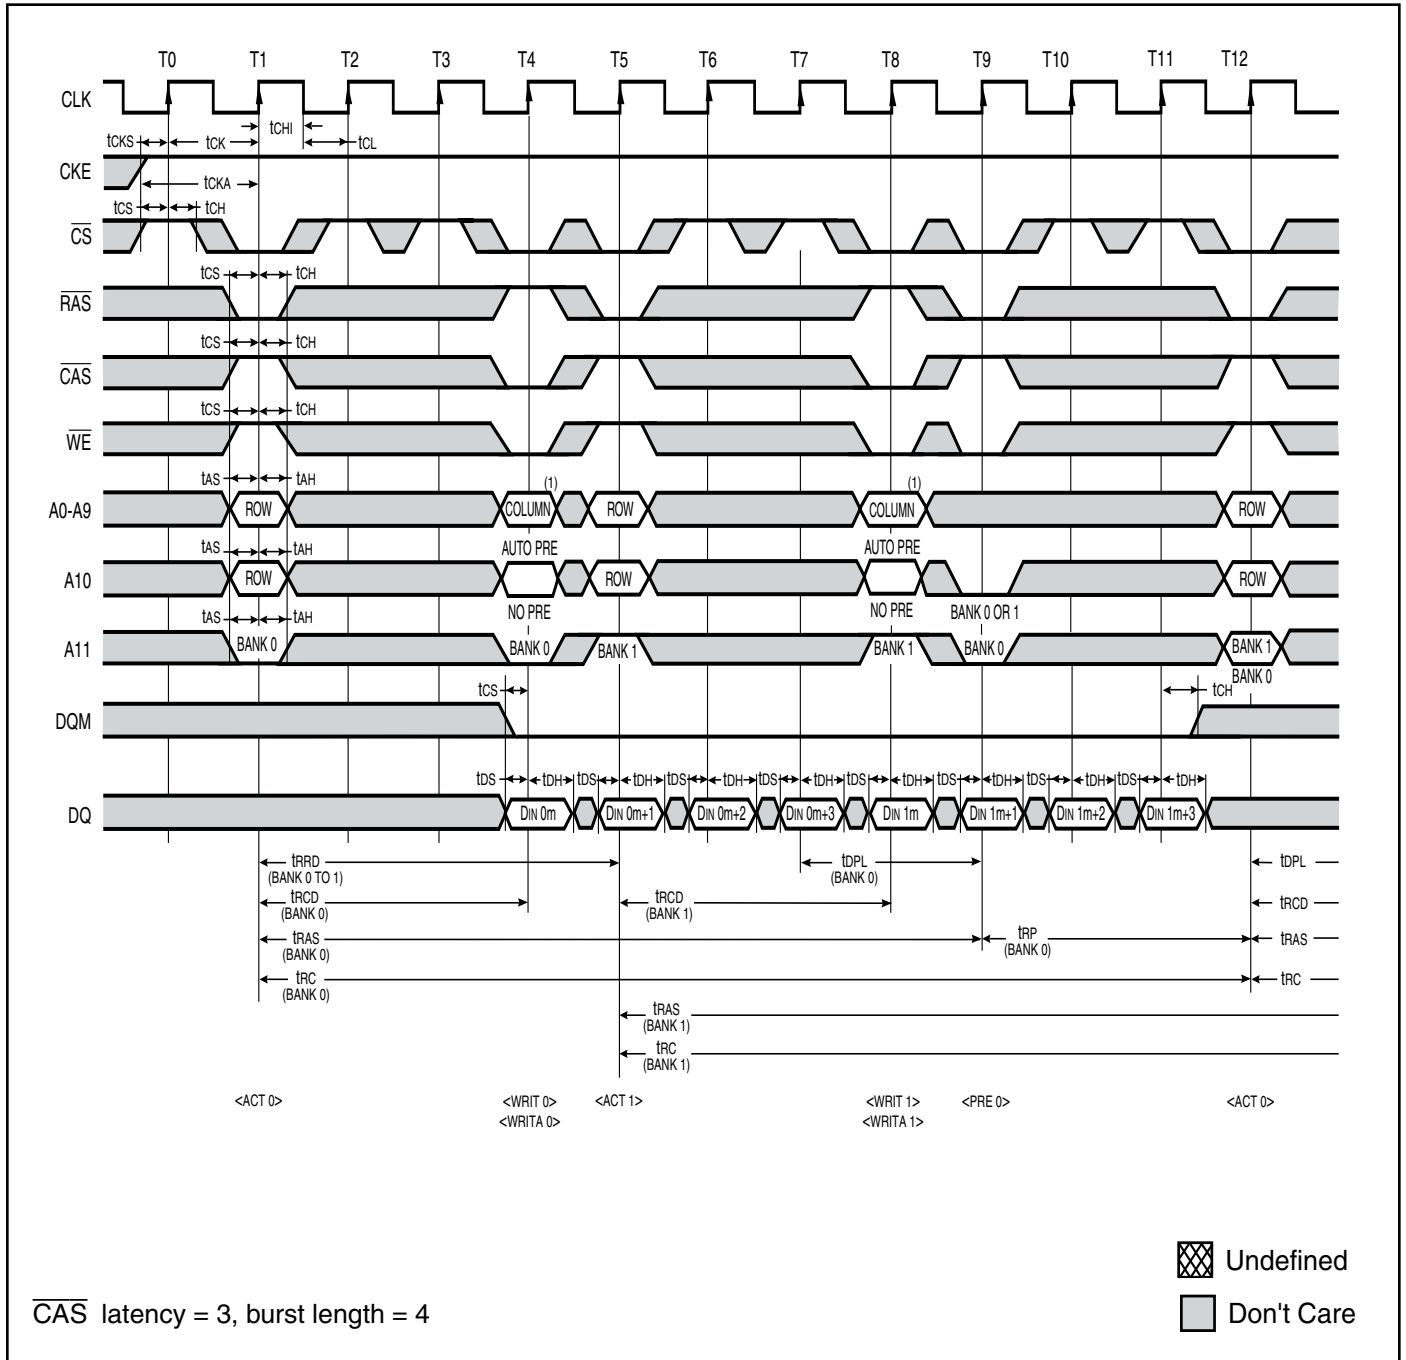 T0 T1 T2 T3 T4 T5 T6 T7 T8 T9 T10 T11 T12
CLK
tCHI
tCKS tCK tCL
CKE
tCKA
tCS tCH
CS
tCS tCH
RAS
tCS tCH
CAS
tCS tCH
WE
tAS tAH (1) (1)
A0-A9 ROW COLUMN ROW COLUMN ROW
tAS tAH AUTO PRE AUTO PRE
A10 ROW ROW ROW
tAS tAH NO PRE NO PRE BANK 0 OR 1
A11 BANK 0 BANK 0 BANK 1 BANK 1 BANK 0 BANK 1
BANK 0
tCS tCH
DQM
tDS tDH tDS tDH tDS tDH tDS tDH tDS tDH tDS tDH tDS tDH tDS tDH
DQ DIN 0m DIN 0m+1 DIN 0m+2 DIN 0m+3 DIN 1m DIN 1m+1 DIN 1m+2 DIN 1m+3
tRRD tDPL tDPL
(BANK 0 TO 1) (BANK 0)
tRCD tRCD tRCD
(BANK 0) (BANK 1)
tRAS tRP tRAS
(BANK 0) (BANK 0)
tRC tRC
(BANK 0)
tRAS
(BANK 1)
tRC
(BANK 1)
<ACT 0> <WRIT 0> <ACT 1> <WRIT 1> <PRE 0> <ACT 0>
<WRITA 0> <WRITA 1>
Undefined
CAS latency = 3, burst length = 4 Don't Care